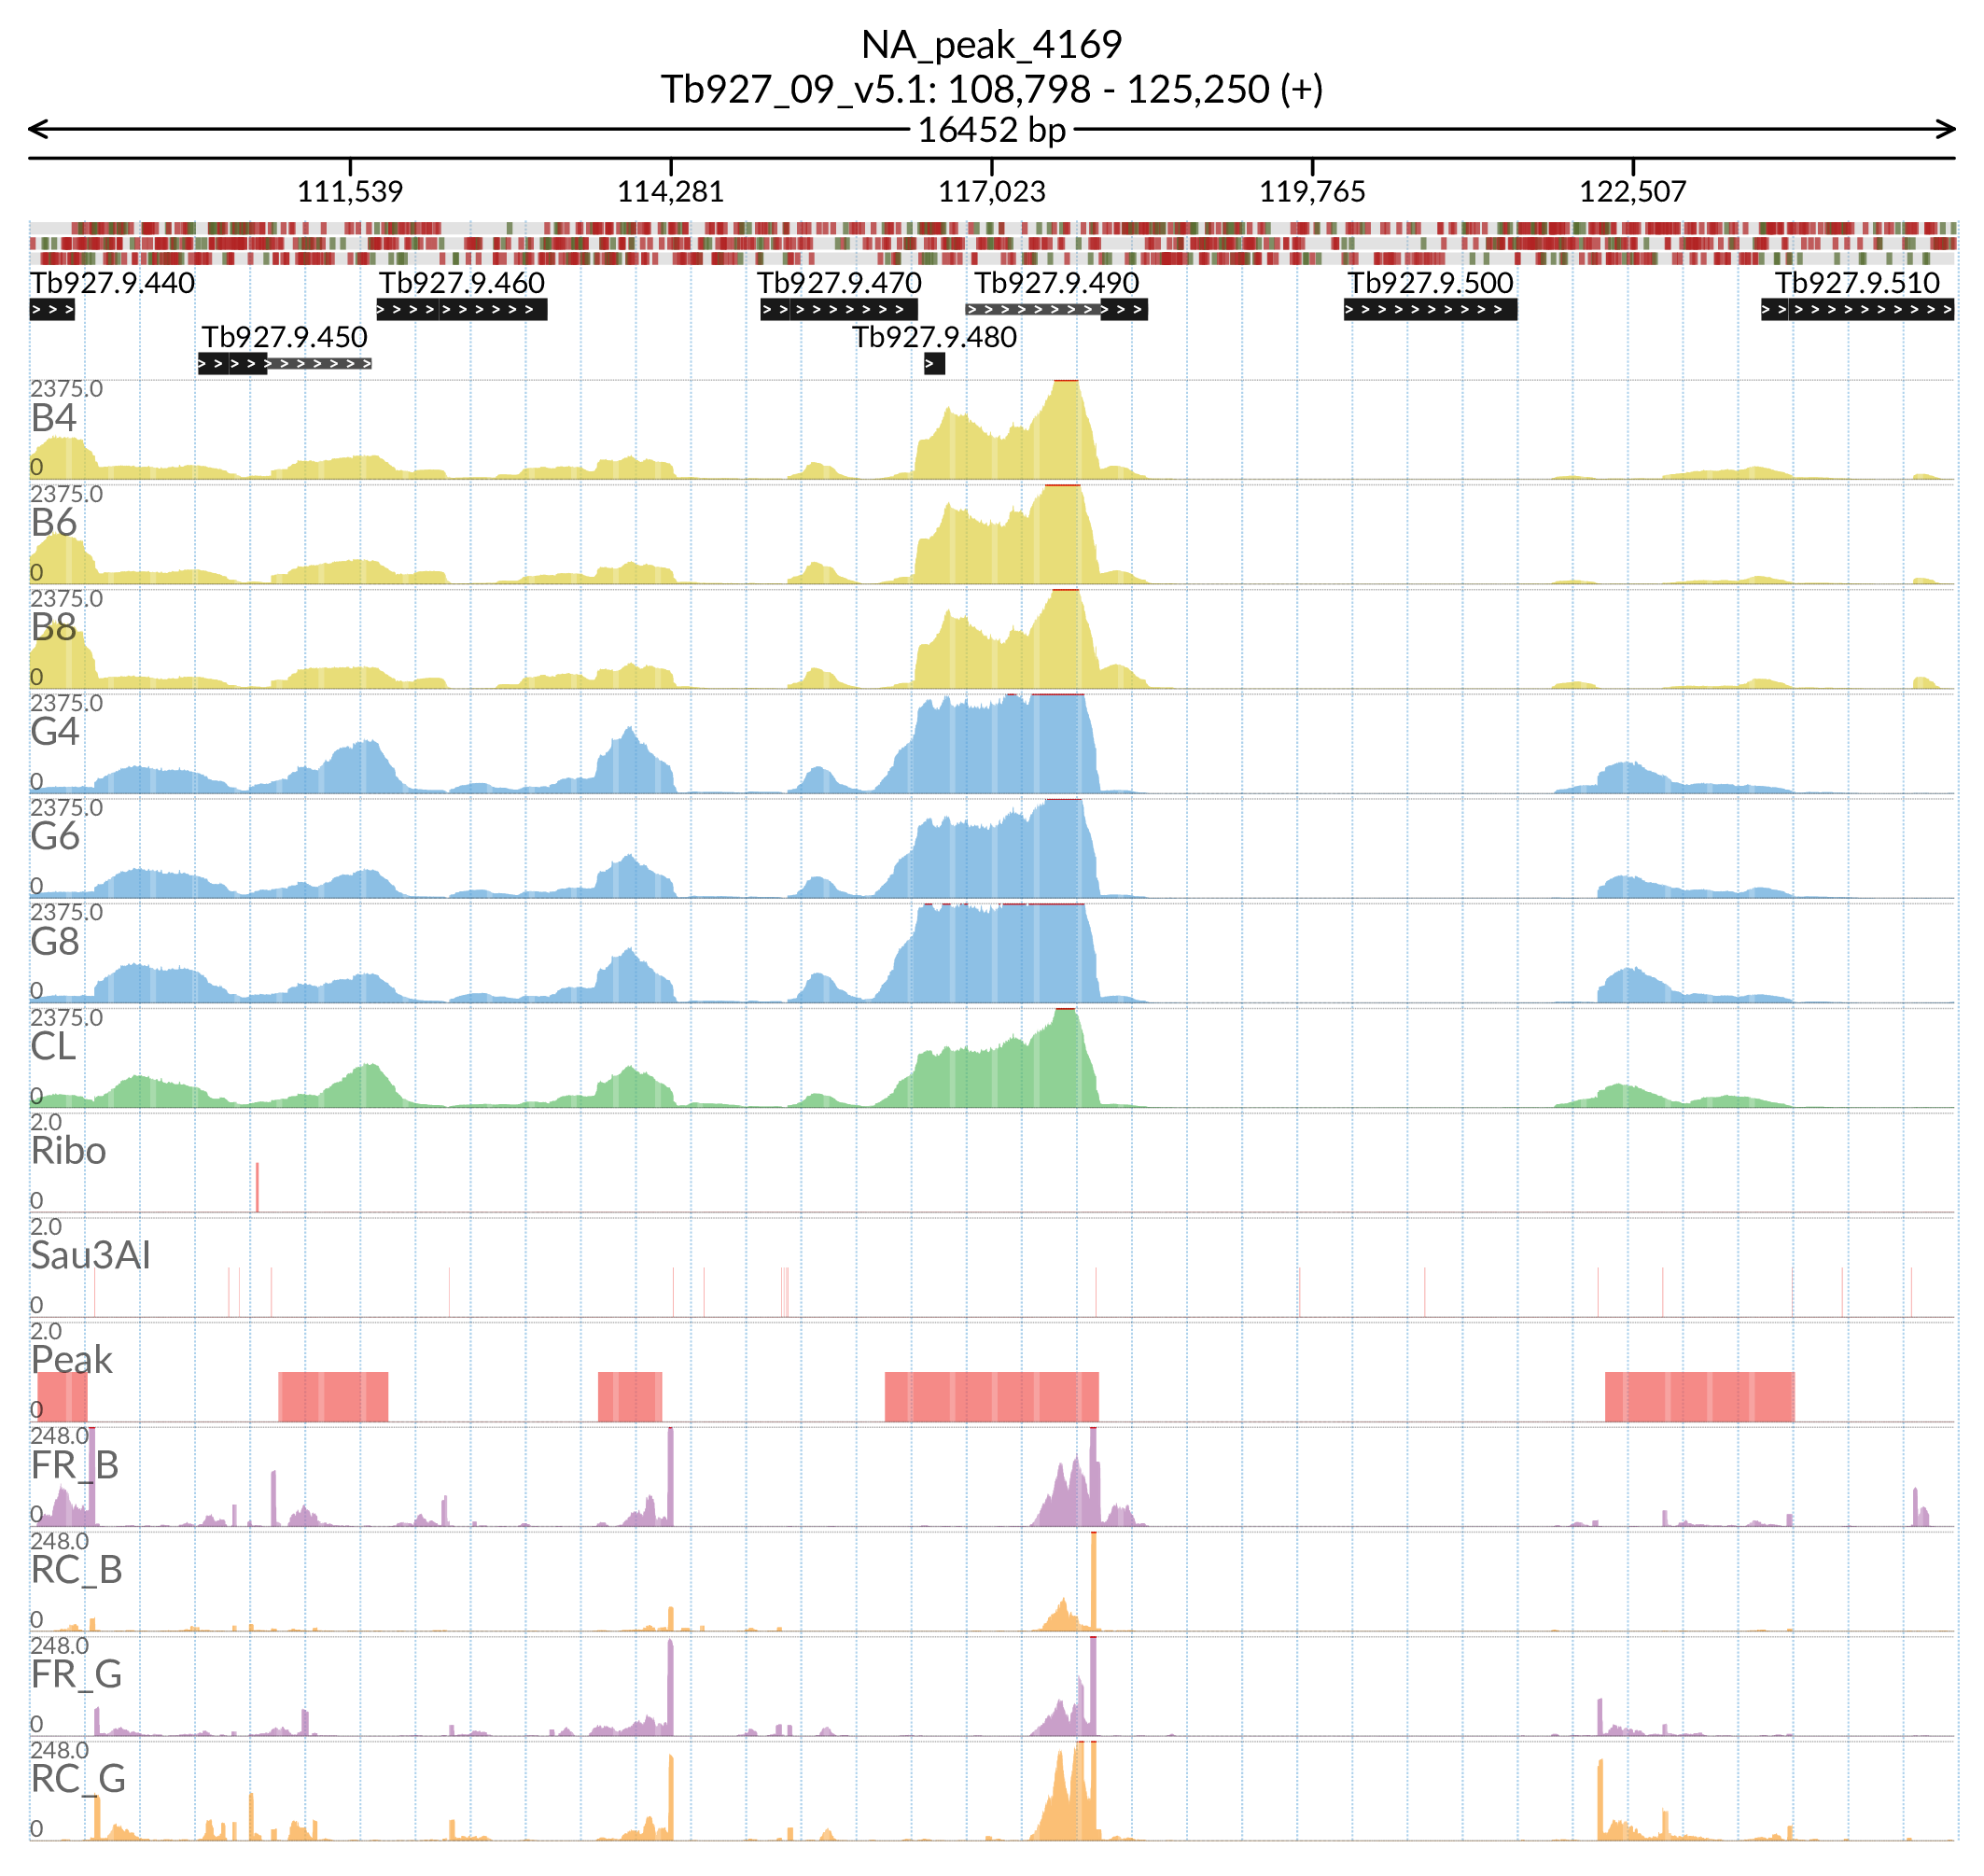 NA_peak_4169
Tb927_09_v5.1: 108,798 - 125,250 (+)
16452 bp
111,539 114,281 117,023 119,765 122,507
Tb927.9.440 Tb927.9.460 Tb927.9.470 Tb927.9.490 Tb927.9.500 Tb927.9.510
Tb927.9.450 Tb927.9.480
2375.0
B4
0
2375.0
B6
0
2375.0
B8
0
2375.0
G4
0
2375.0
G6
0
2375.0
G8
0
2375.0
CL
0
2.0
Ribo
0
2.0
Sau3AI
0
2.0
Peak
0
248.0
FR_B
0
248.0
RC_B
0
248.0
FR_G
0
248.0
RC_G
0